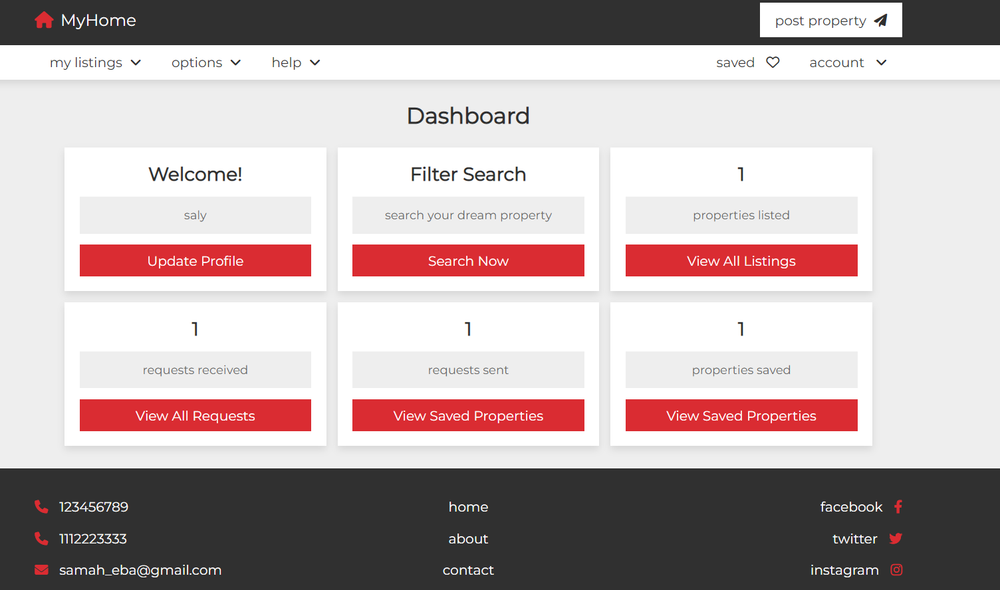 MyHome
post property
my listings
options
help
saved
account
Dashboard
Welcome!
saly
Update Profile
Filter Search
search your dream property
Search Now
1
properties listed
View All Listings
1
requests received
View All Requests
1
requests sent
View Saved Properties
1
properties saved
View Saved Properties
123456789
1112223333
samah_eba@gmail.com
home
about
contact
facebook
twitter
instagram